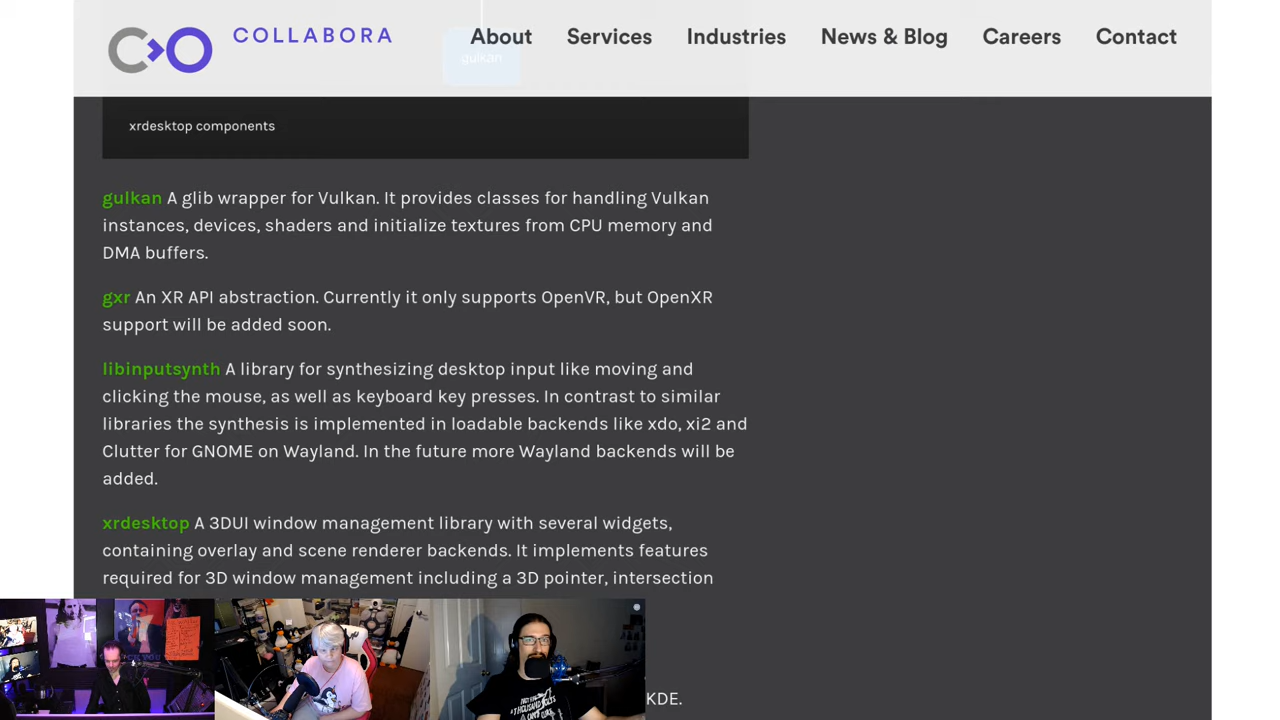 COLLABORA
About Services Industries News & Blog Careers Contact
gulkan
xrdesktop components
gulkan A glib wrapper for Vulkan. It provides classes for handling Vulkan
instances, devices, shaders and initialize textures from CPU memory and
DMA buffers.
gxr An XR API abstraction. Currently it only supports OpenVR, but OpenXR
support will be added soon.
libinputsynth A library for synthesizing desktop input like moving and
clicking the mouse, as well as keyboard key presses. In contrast to similar
libraries the synthesis is implemented in loadable backends like xdo, xi2 and
Clutter for GNOME on Wayland. In the future more Wayland backends will be
added.
xrdesktop A 3DUI window management library with several widgets,
containing overlay and scene renderer backends. It implements features
required for 3D window management including a 3D pointer, intersection
KDE.